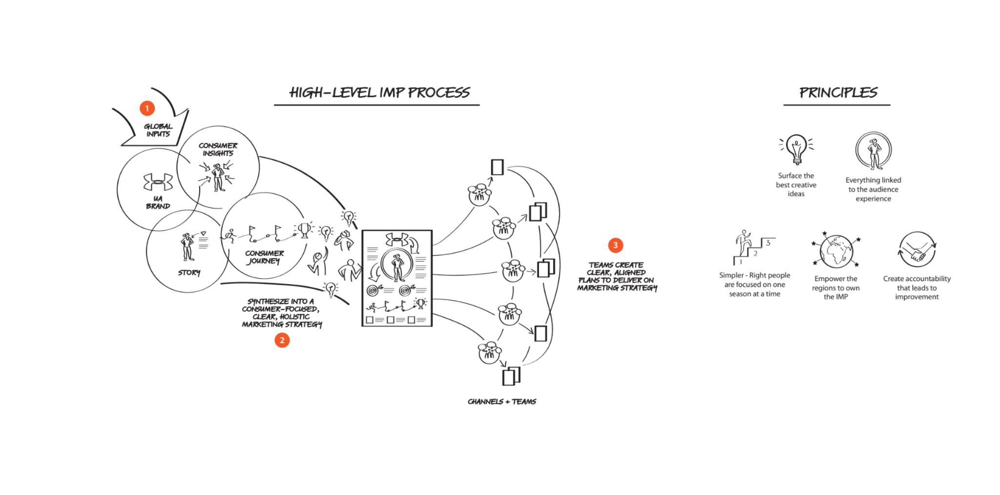 HIGH-LEVEL IMP PROCESS
1
GLOBAL
INPUTS
CONSUMER
INSIGHTS
UA
BRAND
STORY
CONSUMER
JOURNEY
SYNTHESIZE INTO A
CONSUMER-FOCUSED,
CLEAR, HOLISTIC
MARKETING STRATEGY
2
CHANNELS + TEAMS
3
TEAMS CREATE
CLEAR, ALIGNED
PLANS TO DELIVER ON
MARKETING STRATEGY
PRINCIPLES
Surface the
best creative
ideas
Everything linked
to the audience
experience
1
2
3
Simpler - Right people
are focused on one
season at a time
Empower the
regions to own
the IMP
Create accountability
that leads to
improvement